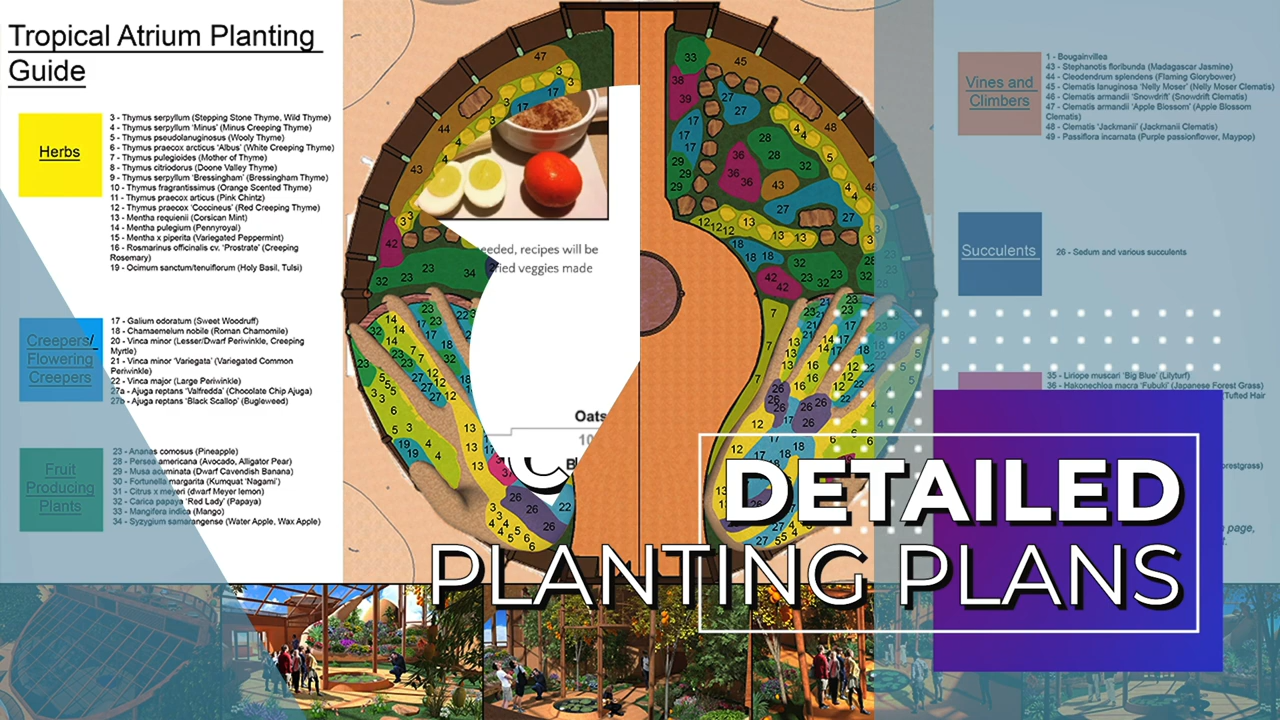 Tropical Atrium Planting
Guide
Herbs
3 - Thymus serpyllum (Stepping Stone Thyme, Wild Thyme)
4 - Thymus serpyllum 'Minus' (Minus Creeping Thyme)
5 - Thymus pseudolanuginosus (Wooly Thyme)
6 - Thymus praecox arcticus 'Albus' (White Creeping Thyme)
7 - Thymus pulegioides (Mother of Thyme)
8 - Thymus citriodorus (Doone Valley Thyme)
9 - Thymus serpyllum 'Bressingham' (Bressingham Thyme)
10 - Thymus fragrantissimus (Orange Scented Thyme)
11 - Thymus praecox articus (Pink Chintz)
12 - Thymus praecox 'Coccineus' (Red Creeping Thyme)
13 - Mentha requienii (Corsican Mint)
14 - Mentha pulegium (Pennyroyal)
15 - Mentha x piperita (Variegated Peppermint)
16 - Rosmarinus officinalis cv. 'Prostrate' (Creeping
Rosemary)
19 - Ocimum sanctum/tenuiflorum (Holy Basil, Tulsi)
Creepers/
Flowering
Creepers
17 - Galium odoratum (Sweet Woodruff)
18 - Chamaemelum nobile (Roman Chamomile)
20 - Vinca minor (Lesser/Dwarf Periwinkle, Creeping
Myrtle)
21 - Vinca minor 'Variegata' (Variegated Common
Periwinkle)
22 - Vinca major (Large Periwinkle)
27a - Ajuga reptans 'Valfredda' (Chocolate Chip Ajuga)
27b - Ajuga reptans 'Black Scallop' (Bugleweed)
Fruit
Producing
Plants
23 - Ananas comosus (Pineapple)
28 - Persea americana (Avocado, Alligator Pear)
29 - Musa acuminata (Dwarf Cavendish Banana)
30 - Fortunella margarita (Kumquat 'Nagami')
31 - Citrus x meyeri (dwarf Meyer lemon)
32 - Carica papaya 'Red Lady' (Papaya)
33 - Mangifera indica (Mango)
34 - Syzygium samarangense (Water Apple, Wax Apple)
needed, recipes will be
veggies made
Oats
10
Vines and
Climbers
1 - Bougainvillea
43 - Stephanotis floribunda (Madagascar Jasmine)
44 - Cleodendrum splendens (Flaming Glorybower)
45 - Clematis lanuginosa 'Nelly Moser' (Nelly Moser Clematis)
46 - Clematis armandii 'Snowdrift' (Snowdrift Clematis)
47 - Clematis armandii 'Apple Blossom' (Apple Blossom
Clematis)
48 - Clematis 'Jackmanii' (Jackmanii Clematis)
49 - Passiflora incarnata (Purple passionflower, Maypop)
Succulents
26 - Sedum and various succulents
35 - Liriope muscari 'Big Blue' (Lilyturf)
36 - Hakonechloa macra 'Fubuki' (Japanese Forest Grass)
(Tufted Hair
page,
DETAILED
PLANTING PLANS